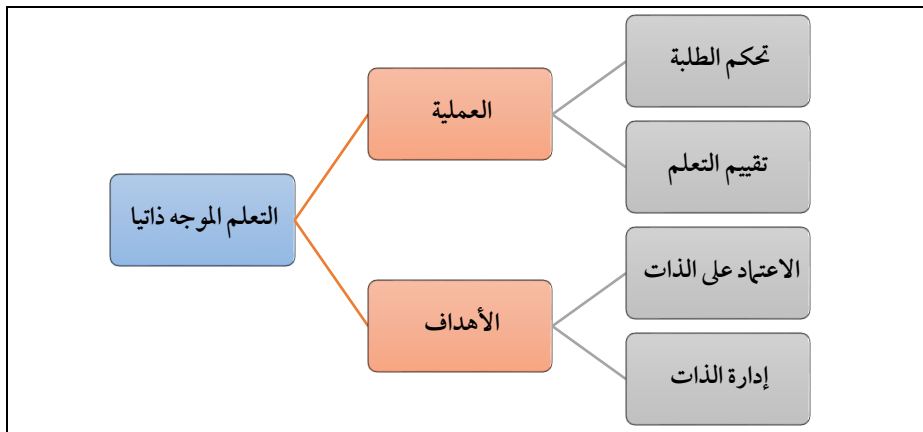 التعلم الموجه ذاتيا
العملية
تحكم الطلبة
تقييم التعلم
الأهداف
الاعتماد على الذات
إدارة الذات